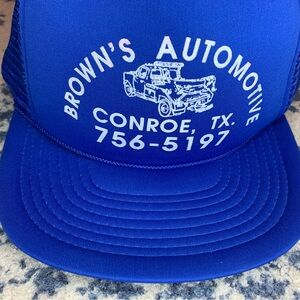 BROWN'S AUTOMOTIVE
CONROE, TX.
756-5197